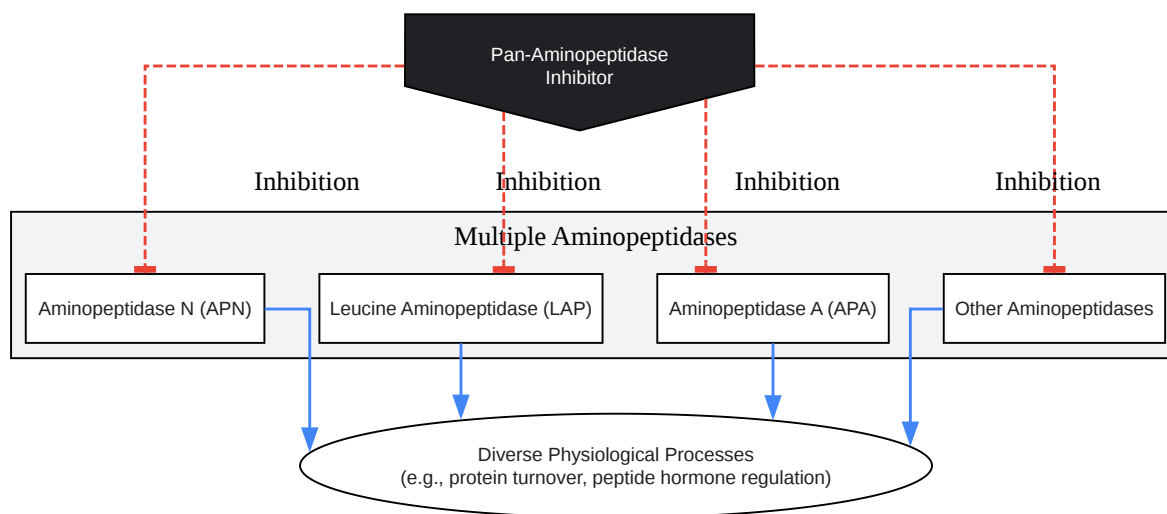 Pan-Aminopeptidase
Inhibitor
Inhibition
Inhibition
Inhibition
Inhibition
Multiple Aminopeptidases
Aminopeptidase N (APN)
Leucine Aminopeptidase (LAP)
Aminopeptidase A (APA)
Other Aminopeptidases
Diverse Physiological Processes
(e.g., protein turnover, peptide hormone regulation)